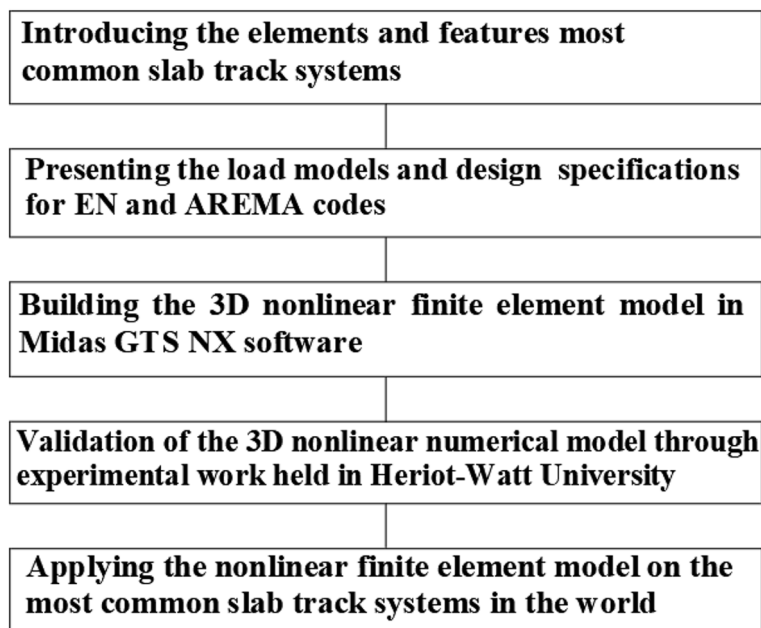 Introducing the elements and features most
common slab track systems
Presenting the load models and design specifications
for EN and AREMA codes
Building the 3D nonlinear finite element model in
Midas GTS NX software
Validation of the 3D nonlinear numerical model through
experimental work held in Heriot-Watt University
Applying the nonlinear finite element model on the
most common slab track systems in the world